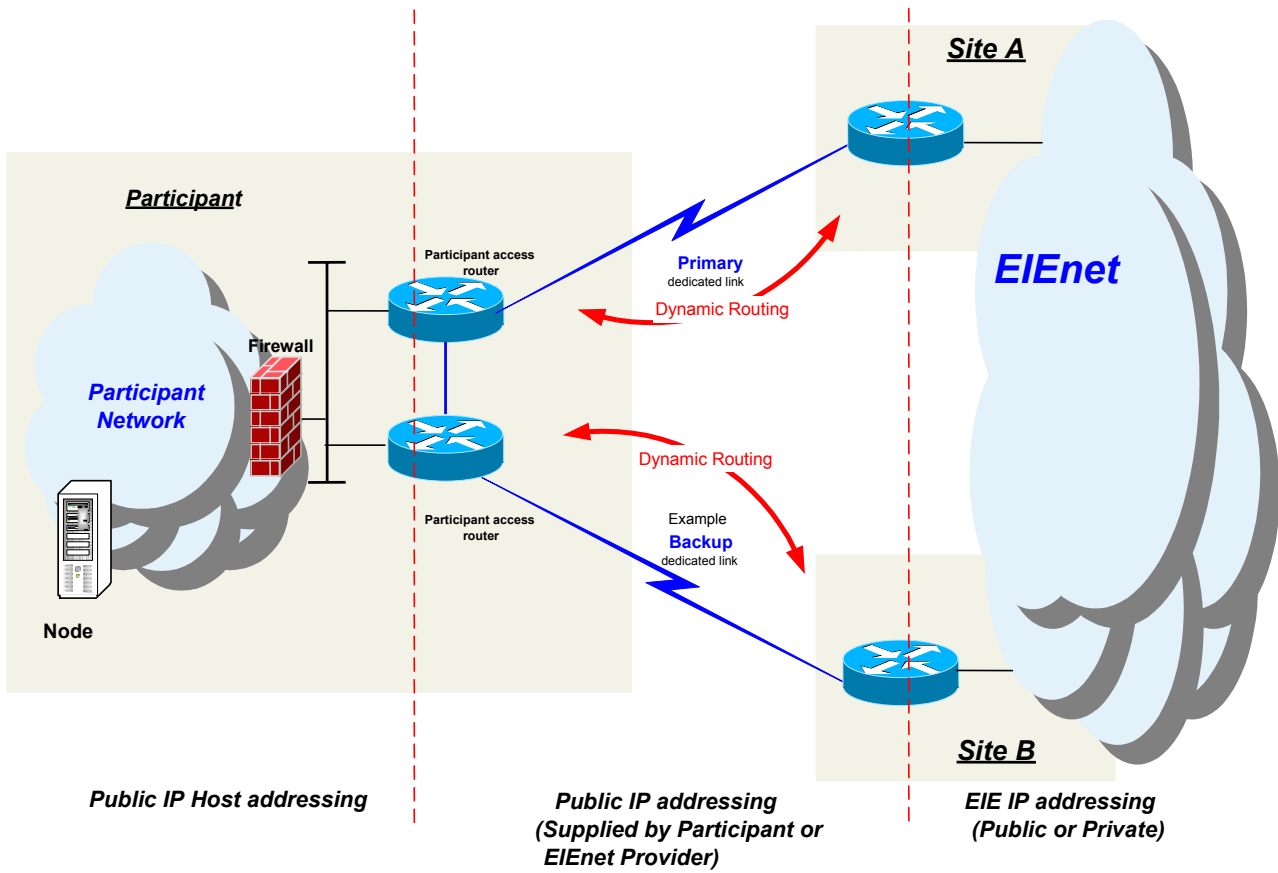 Site A
Participant
EIEnet
Participant access
router
Primary
dedicated link
Dynamic Routing
Firewall
Participant
Network
Dynamic Routing
Participant access
router
Example
Backup
dedicated link
Node
Site B
Public IP Host addressing
Public IP addressing
(Supplied by Participant or
EIEnet Provider)
EIE IP addressing
(Public or Private)